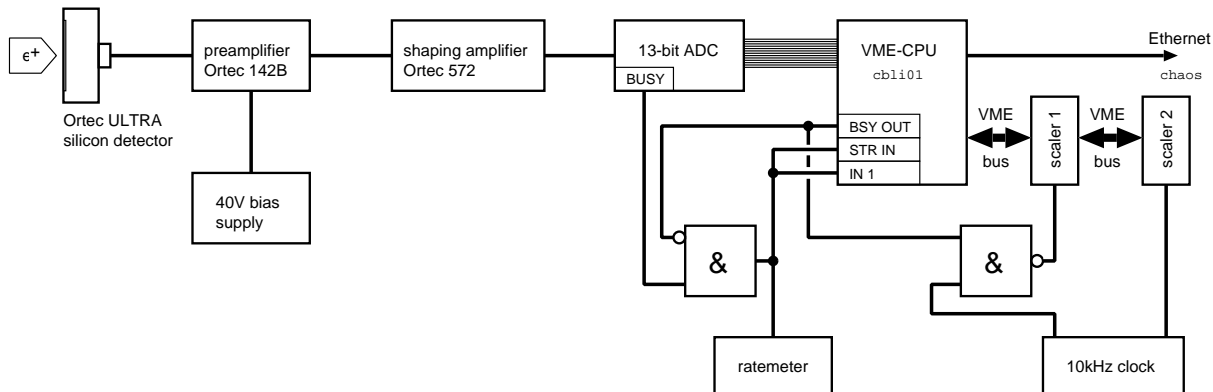 e+
Ortec ULTRA
silicon detector
preamplifier
Ortec 142B
40V bias
supply
shaping amplifier
Ortec 572
13-bit ADC
BUSY
VME-CPU
cbli01
BSY OUT
STR IN
IN 1
Ethernet
chaos
VME
bus
scaler 1
VME
bus
scaler 2
&
&
ratemeter
10kHz clock